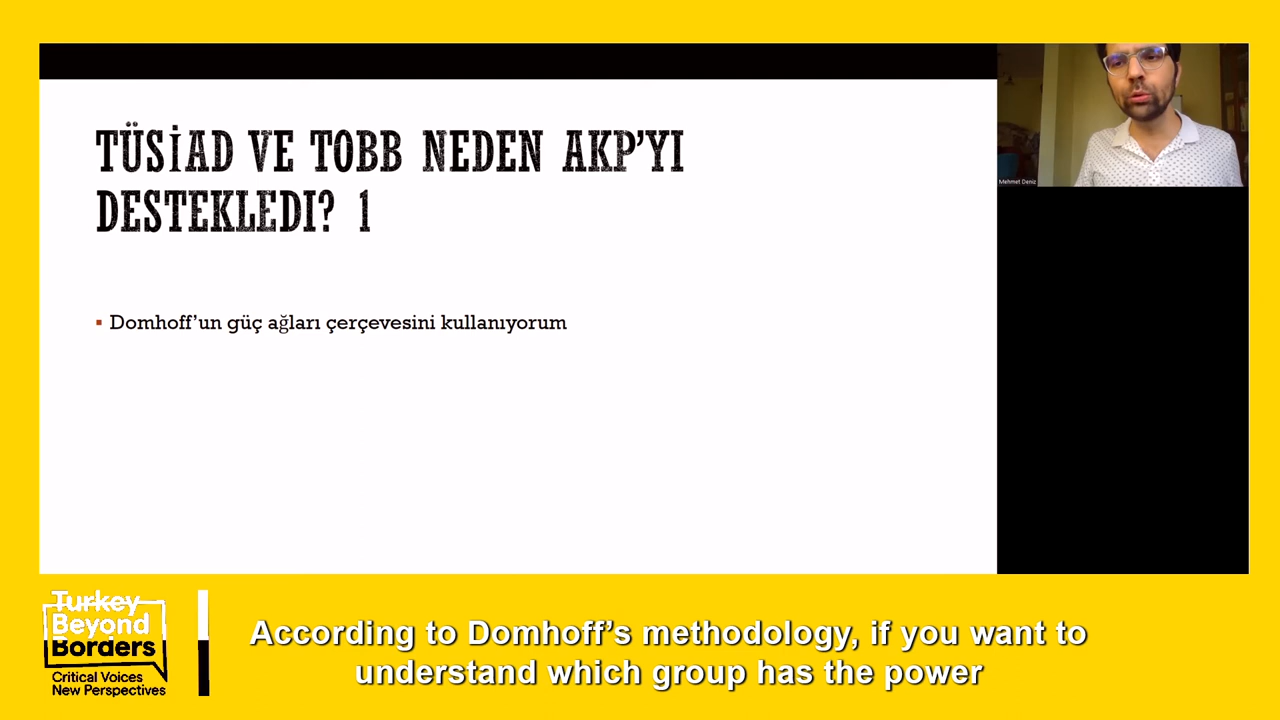 TÜSİAD VE TOBB NEDEN AKP'YI
DESTEKLEDI? 1
▪ Domhoff'un güç ağları çerçevesini kullanıyorum
Mehmet Deniz
Turkey
Beyond
Borders
Critical Voices
New Perspectives
According to Domhoff's methodology, if you want to
understand which group has the power